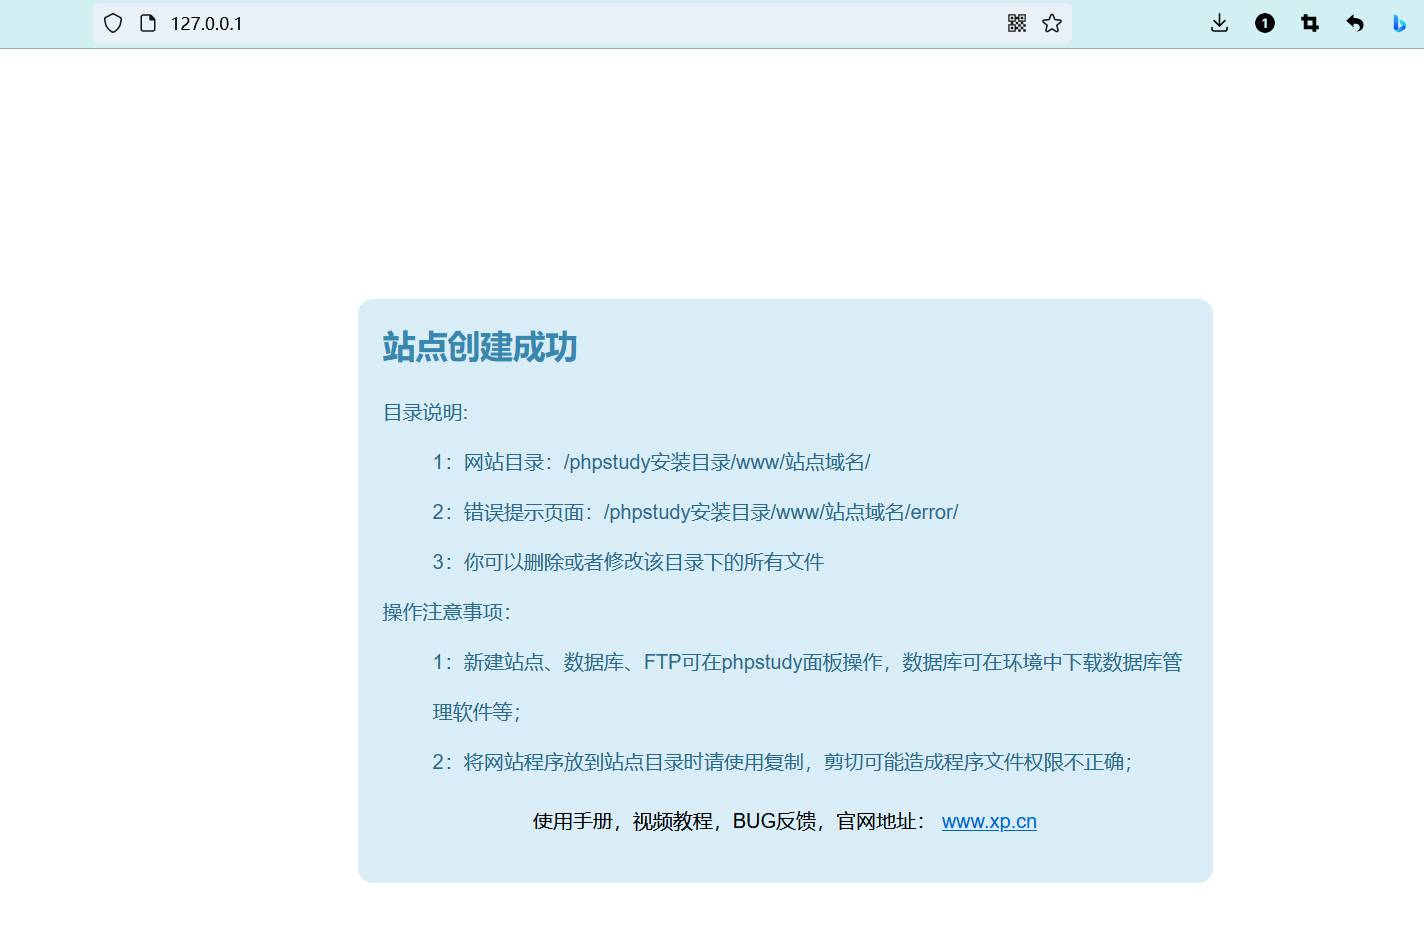 127.0.0.1
1
站点创建成功
目录说明:
1：网站目录：/phpstudy安装目录/www/站点域名/
2：错误提示页面：/phpstudy安装目录/www/站点域名/error/
3：你可以删除或者修改该目录下的所有文件
操作注意事项：
1：新建站点、数据库、FTP可在phpstudy面板操作，数据库可在环境中下载数据库管
理软件等；
2：将网站程序放到站点目录时请使用复制，剪切可能造成程序文件权限不正确；
使用手册，视频教程，BUG反馈，官网地址： www.xp.cn